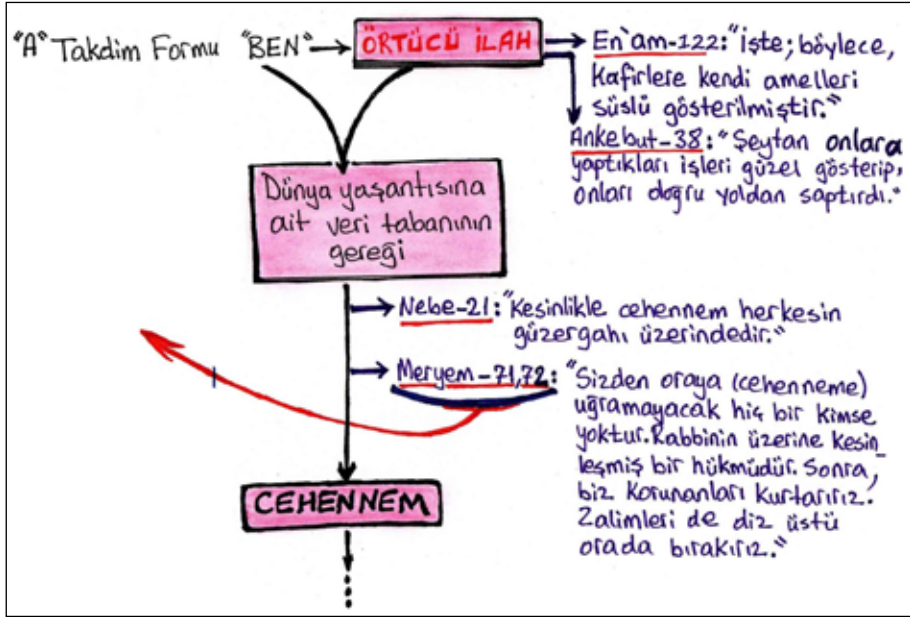 "A" Takdim Formu "BEN" → ÖRTÜCÜ İLAH
En'am-122: "İşte; böylece,
Kafirlere kendi amelleri
süslü gösterilmiştir."
Ankebut-38: "Şeytan onlara
yaptıkları işleri güzel gösterip,
onları doğru yoldan saptırdı."
Dünya yaşantısına
ait veri tabanının
gereği
Nebe-21: "Kesinlikle cehennem herkesin
güzergahı üzerindedir."
Meryem-71,72: "Sizden oraya (cehenneme)
uğramayacak hiç bir kimse
yoktur. Rabbinin üzerine kesin_
leşmiş bir hükmüdür. Sonra,
biz korunanları kurtarırız.
Zalimleri de diz üstü
orada bırakırız."
CEHENNEM